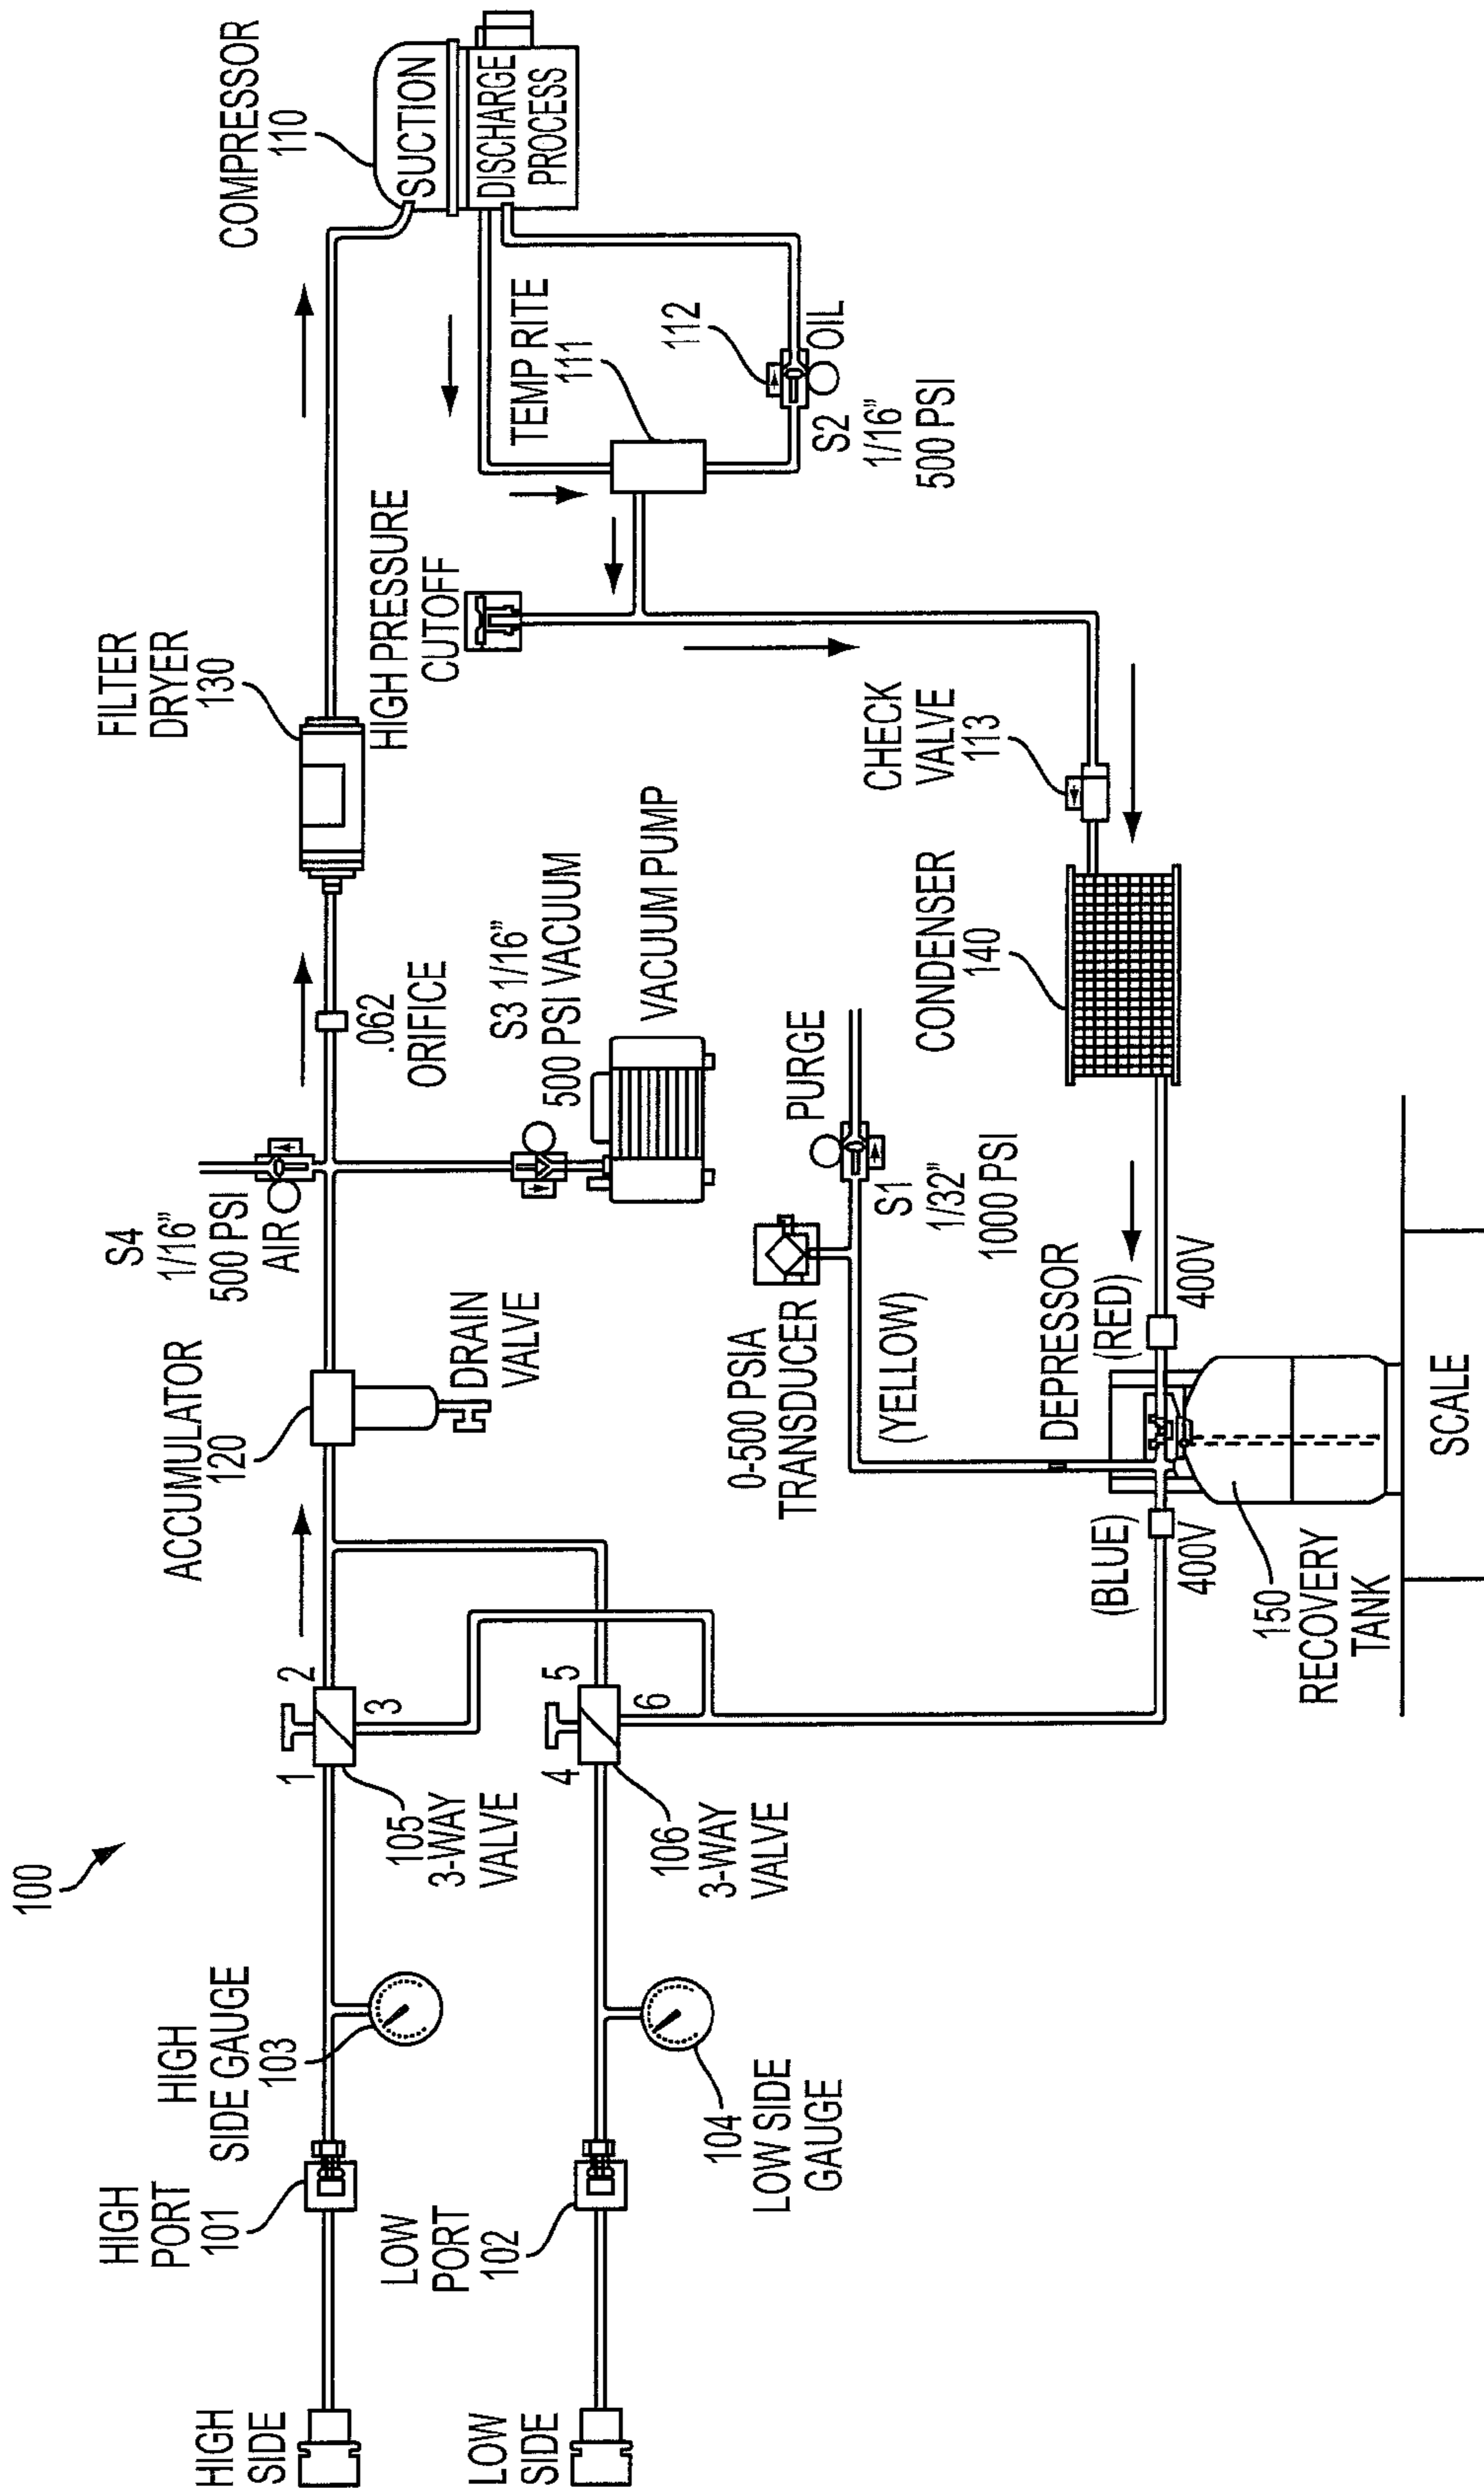 100
HIGH
SIDE
HIGH
PORT
101
HIGH
SIDE GAUGE
103
LOW
SIDE
LOW
PORT
102
104
LOW SIDE
GAUGE
1
2
3
105
3-WAY
VALVE
4
5
6
106
3-WAY
VALVE
ACCUMULATOR
120
DRAIN
VALVE
S4
1/16"
500 PSI
AIR
.062
ORIFICE
S3 1/16"
500 PSI VACUUM
VACUUM PUMP
FILTER
DRYER
130
HIGH PRESSURE
CUTOFF
COMPRESSOR
110
SUCTION
DISCHARGE
PROCESS
TEMP RITE
111
112
OIL
S2
1/16"
500 PSI
CHECK
VALVE
113
CONDENSER
140
PURGE
S1
1/32"
1000 PSI
0-500 PSIA
TRANSDUCER
(YELLOW)
DEPRESSOR
(RED)
400V
(BLUE)
400V
150
RECOVERY
TANK
SCALE